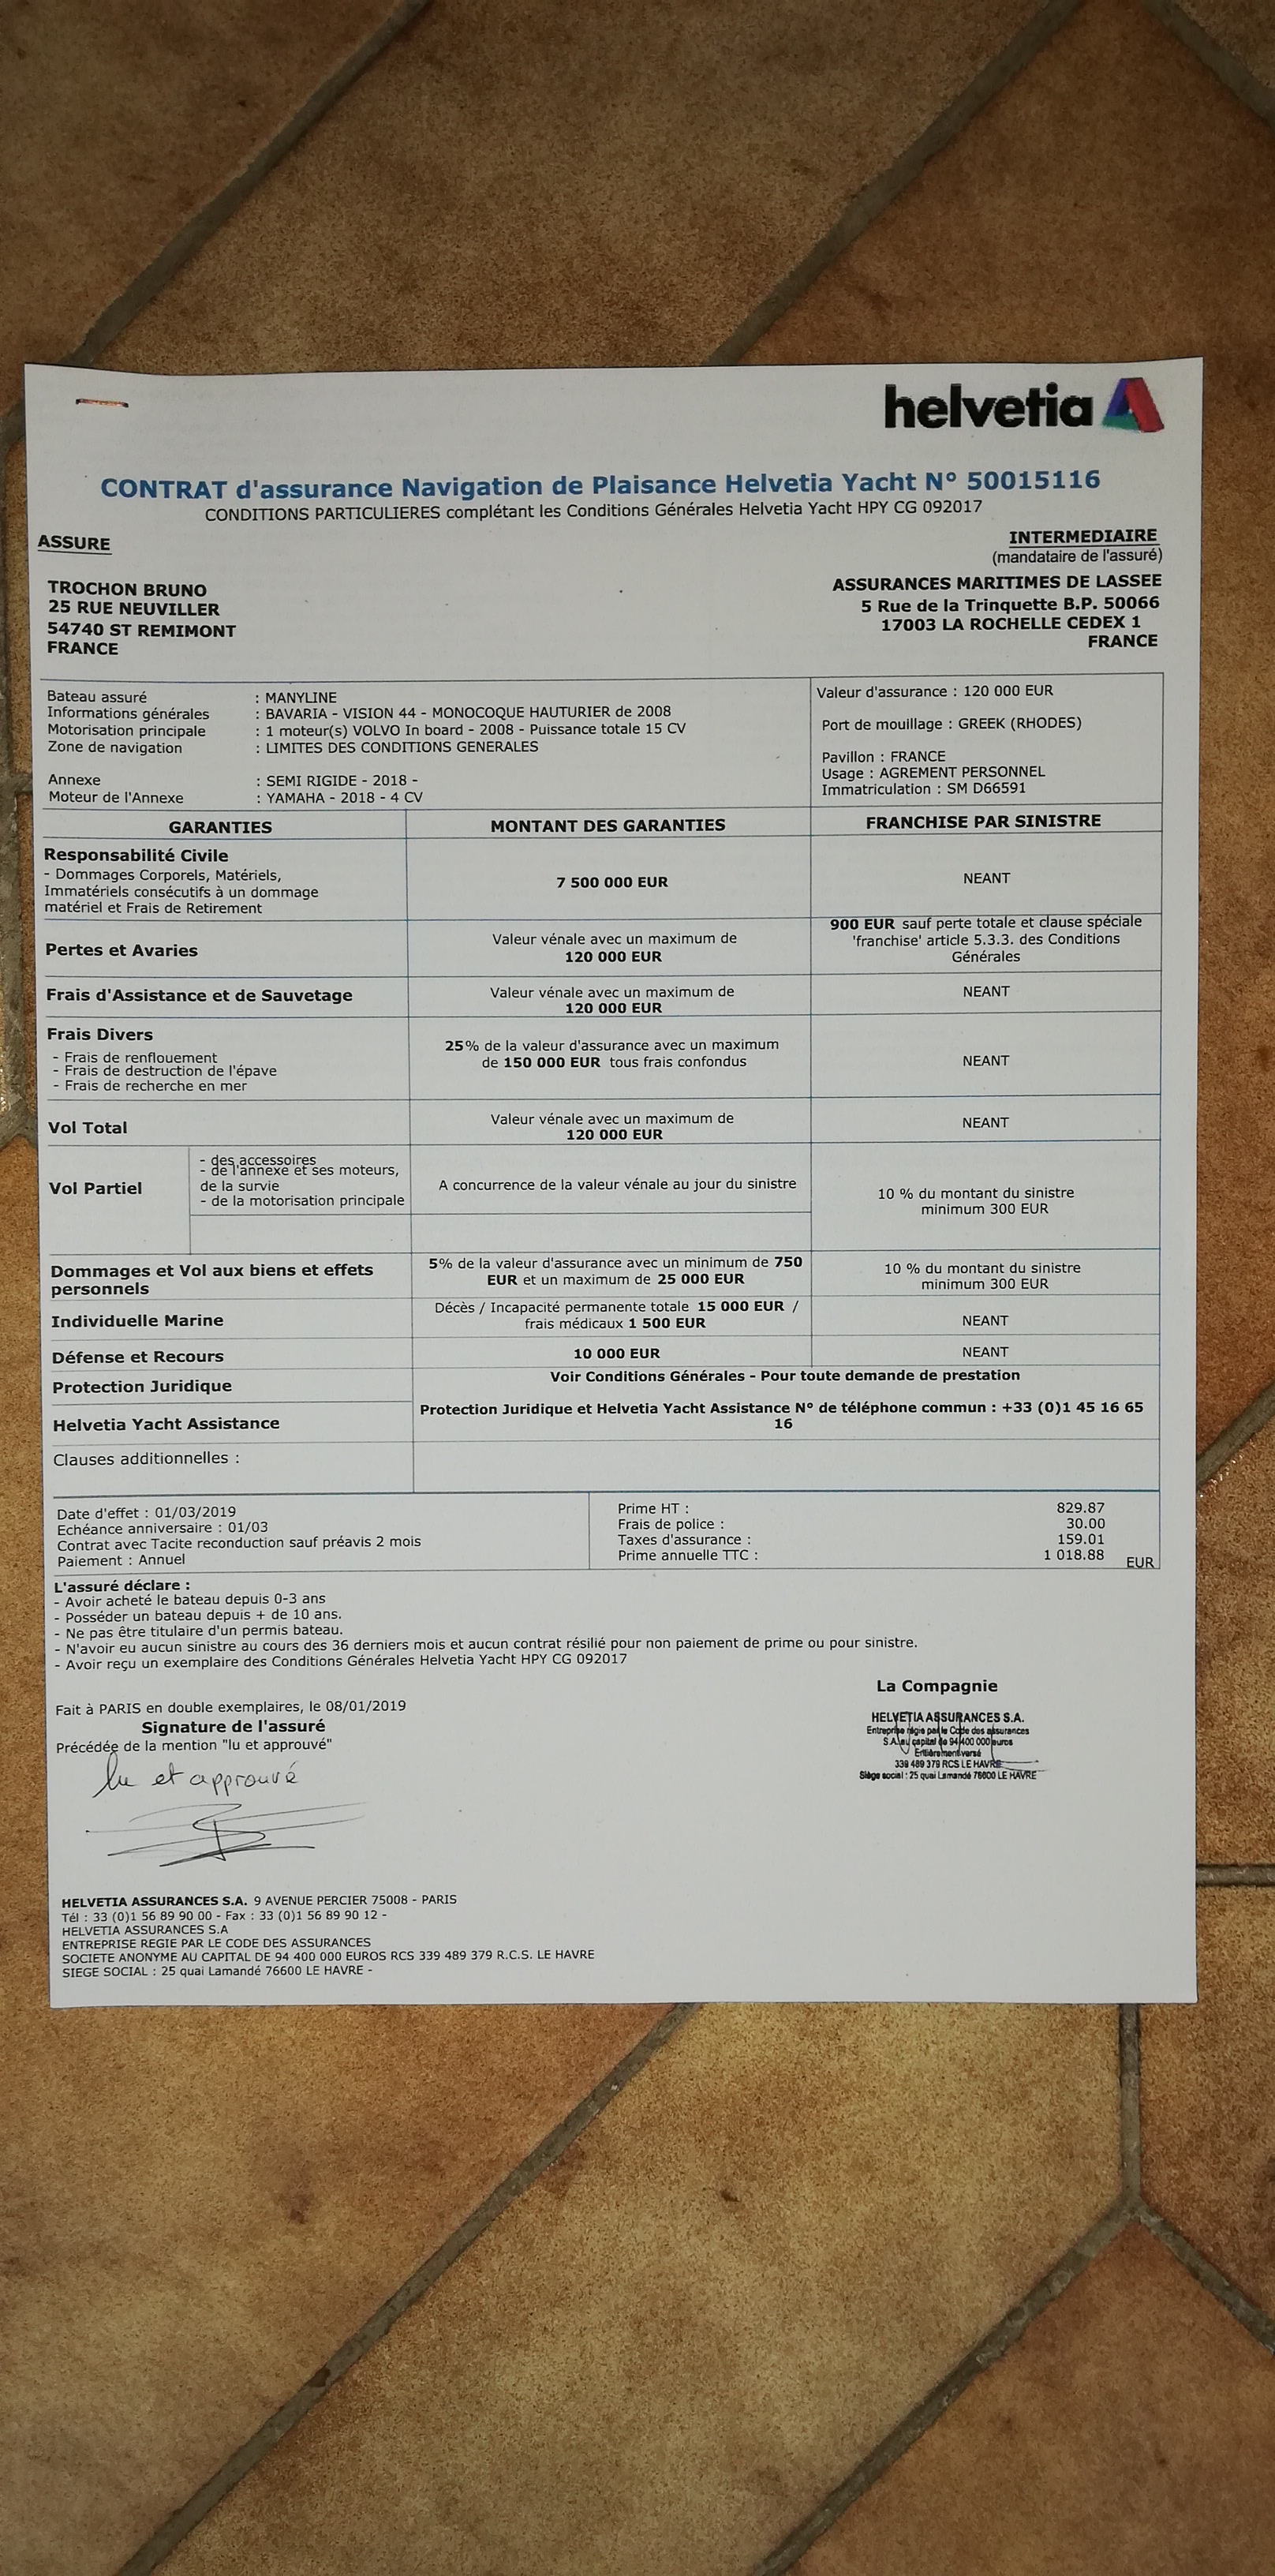 helvetia
CONTRAT d'assurance Navigation de Plaisance Helvetia Yacht N° 50015116
CONDITIONS PARTICULIERES complétant les Conditions Générales Helvetia Yacht HPY CG 092017
ASSURE
TROCHON BRUNO
25 RUE NEUVILLER
54740 ST REMIMONT
FRANCE
INTERMEDIAIRE
(mandataire de l'assuré)
ASSURANCES MARITIMES DE LASSEE
5 Rue de la Trinquette B.P. 50066
17003 LA ROCHELLE CEDEX 1
FRANCE
Bateau assuré : MANYLINE
Informations générales : BAVARIA - VISION 44 - MONOCOQUE HAUTURIER de 2008
Motorisation principale : 1 moteur(s) VOLVO In board - 2008 - Puissance totale 15 CV
Zone de navigation : LIMITES DES CONDITIONS GENERALES
Annexe : SEMI RIGIDE - 2018 -
Moteur de l'Annexe : YAMAHA - 2018 - 4 CV
Valeur d'assurance : 120 000 EUR
Port de mouillage : GREEK (RHODES)
Pavillon : FRANCE
Usage : AGREMENT PERSONNEL
Immatriculation : SM D66591
GARANTIES MONTANT DES GARANTIES FRANCHISE PAR SINISTRE
Responsabilité Civile
- Dommages Corporels, Matériels,
Immatériels consécutifs à un dommage
matériel et Frais de Retirement
7 500 000 EUR
NEANT
Pertes et Avaries
Valeur vénale avec un maximum de
120 000 EUR
900 EUR sauf perte totale et clause spéciale
'franchise' article 5.3.3. des Conditions
Générales
Frais d'Assistance et de Sauvetage
Valeur vénale avec un maximum de
120 000 EUR
NEANT
Frais Divers
- Frais de renflouement
- Frais de destruction de l'épave
- Frais de recherche en mer
25% de la valeur d'assurance avec un maximum
de 150 000 EUR tous frais confondus
NEANT
Vol Total
Valeur vénale avec un maximum de
120 000 EUR
NEANT
Vol Partiel
- des accessoires
- de l'annexe et ses moteurs,
de la survie
- de la motorisation principale
A concurrence de la valeur vénale au jour du sinistre
10 % du montant du sinistre
minimum 300 EUR
Dommages et Vol aux biens et effets
personnels
5% de la valeur d'assurance avec un minimum de 750
EUR et un maximum de 25 000 EUR
10 % du montant du sinistre
minimum 300 EUR
Individuelle Marine
Décès / Incapacité permanente totale 15 000 EUR /
frais médicaux 1 500 EUR
NEANT
Défense et Recours
10 000 EUR
NEANT
Protection Juridique
Voir Conditions Générales - Pour toute demande de prestation
Helvetia Yacht Assistance
Protection Juridique et Helvetia Yacht Assistance N° de téléphone commun : +33 (0)1 45 16 65
16
Clauses additionnelles :
Date d'effet : 01/03/2019
Echéance anniversaire : 01/03
Contrat avec Tacite reconduction sauf préavis 2 mois
Paiement : Annuel
Prime HT : 829.87
Frais de police : 30.00
Taxes d'assurance : 159.01
Prime annuelle TTC : 1 018.88 EUR
L'assuré déclare :
- Avoir acheté le bateau depuis 0-3 ans
- Posséder un bateau depuis + de 10 ans.
- Ne pas être titulaire d'un permis bateau.
- N'avoir eu aucun sinistre au cours des 36 derniers mois et aucun contrat résilié pour non paiement de prime ou pour sinistre.
- Avoir reçu un exemplaire des Conditions Générales Helvetia Yacht HPY CG 092017
Fait à PARIS en double exemplaires, le 08/01/2019
Signature de l'assuré
Précédée de la mention "lu et approuvé"
lu et approuvé
La Compagnie
HELVETIA ASSURANCES S.A.
Entreprise régie par le Code des assurances
S.A. au capital de 94 400 000 euros
Entièrement versé
339 489 379 RCS LE HAVRE
Siège social : 25 quai Lamandé 76600 LE HAVRE
HELVETIA ASSURANCES S.A. 9 AVENUE PERCIER 75008 - PARIS
Tél : 33 (0)1 56 89 90 00 - Fax : 33 (0)1 56 89 90 12 -
HELVETIA ASSURANCES S.A
ENTREPRISE REGIE PAR LE CODE DES ASSURANCES
SOCIETE ANONYME AU CAPITAL DE 94 400 000 EUROS RCS 339 489 379 R.C.S. LE HAVRE
SIEGE SOCIAL : 25 quai Lamandé 76600 LE HAVRE -